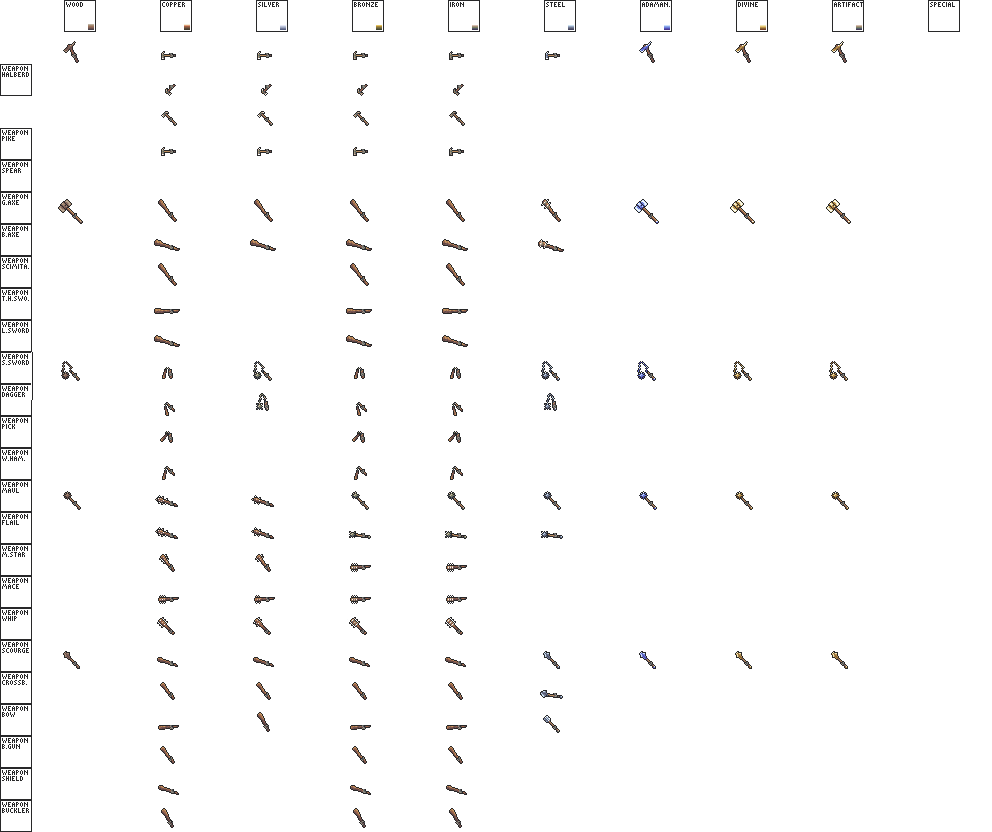 WOOD COPPER SILVER BRONZE IRON STEEL ADAMAN. DIVINE ARTIFACT SPECIAL
WEAPON
HALBERD
WEAPON
PIKE
WEAPON
SPEAR
WEAPON
G.AXE
WEAPON
B.AXE
WEAPON
SCIMITA.
WEAPON
T.H.SWO.
WEAPON
L.SWORD
WEAPON
S.SWORD
WEAPON
DAGGER
WEAPON
PICK
WEAPON
W.HAM.
WEAPON
MAUL
WEAPON
FLAIL
WEAPON
M.STAR
WEAPON
MACE
WEAPON
WHIP
WEAPON
SCOURGE
WEAPON
CROSSB.
WEAPON
BOW
WEAPON
B.GUN
WEAPON
SHIELD
WEAPON
BUCKLER